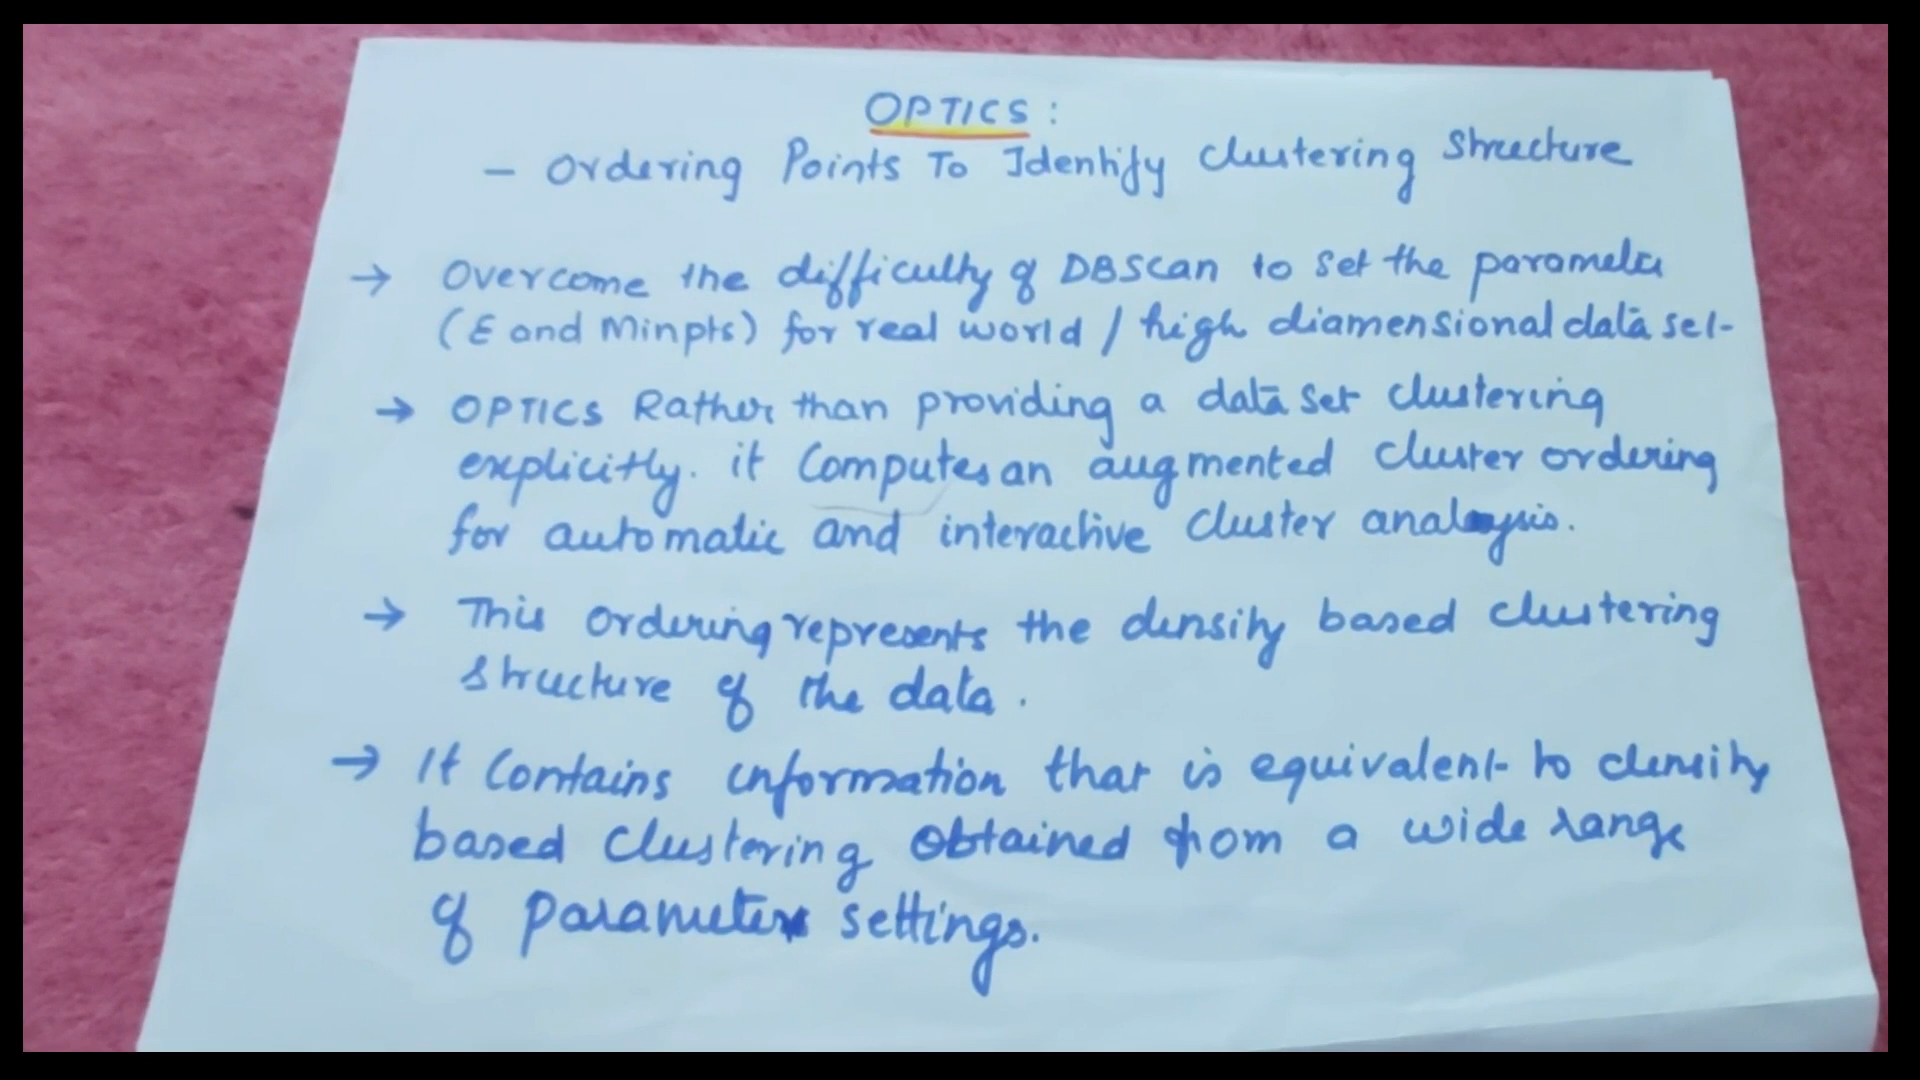 OPTICS :
- Ordering Points To Identify Clustering Structure
→ Overcome the difficulty of DBSCAN to set the parameter
(ε and Minpts) for real world / high diamensional data set
→ OPTICS Rather than providing a data set clustering
explicitly. it Computes an augmented cluster ordering
for automatic and interactive cluster analysis.
→ This ordering represents the density based clustering
structure of the data.
→ It Contains information that is equivalent to density
based clustering obtained from a wide range
of parameter settings.